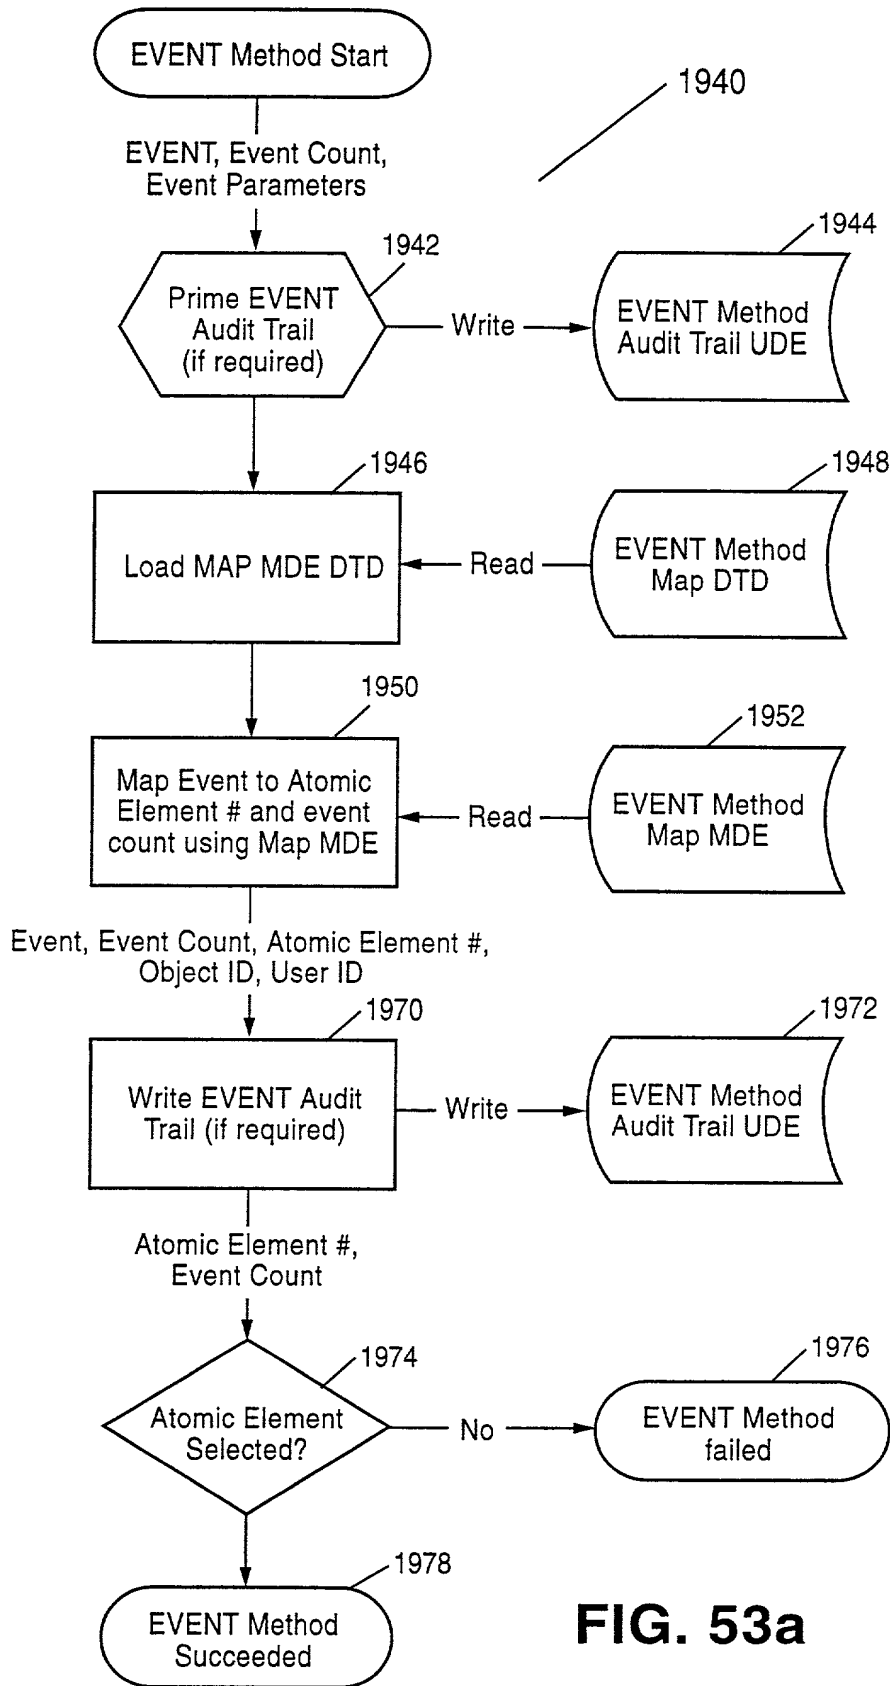 EVENT Method Start
1940
EVENT, Event Count,
Event Parameters
1942
1944
Prime EVENT
Audit Trail
(if required)
Write
EVENT Method
Audit Trail UDE
1946
1948
Load MAP MDE DTD
Read
EVENT Method
Map DTD
1950
1952
Map Event to Atomic
Element # and event
count using Map MDE
Read
EVENT Method
Map MDE
Event, Event Count, Atomic Element #,
Object ID, User ID
1970
1972
Write EVENT Audit
Trail (if required)
Write
EVENT Method
Audit Trail UDE
Atomic Element #,
Event Count
1974
1976
Atomic Element
Selected?
No
EVENT Method
failed
1978
EVENT Method
Succeeded
FIG. 53a